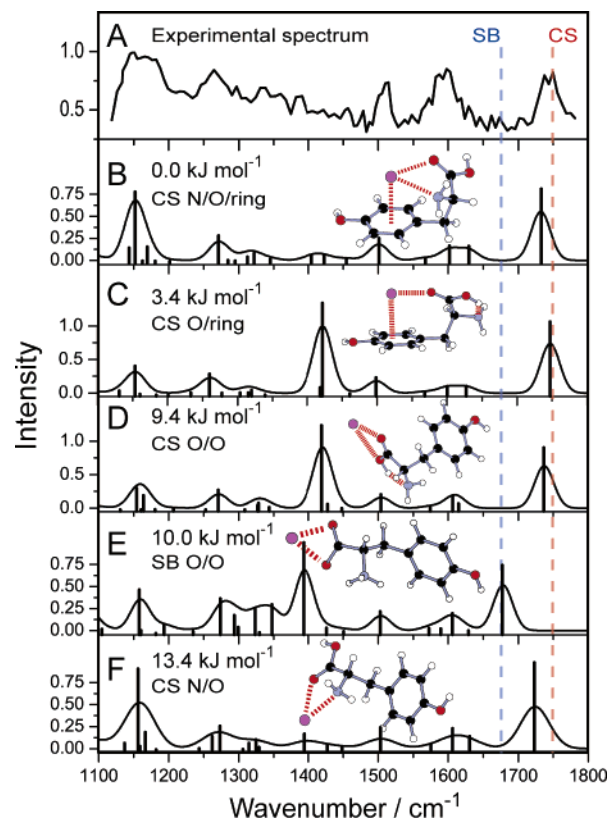 A Experimental spectrum SB CS
1.0
0.5
B 0.0 kJ mol⁻¹
CS N/O/ring
0.75
0.50
0.25
0.0
C 3.4 kJ mol⁻¹
CS O/ring
1.0
0.5
0.0
D 9.4 kJ mol⁻¹
CS O/O
1.0
0.5
0.0
E 10.0 kJ mol⁻¹
SB O/O
0.75
0.50
0.25
0.00
F 13.4 kJ mol⁻¹
CS N/O
0.75
0.50
0.25
0.00
Intensity
1100 1200 1300 1400 1500 1600 1700 1800
Wavenumber / cm⁻¹